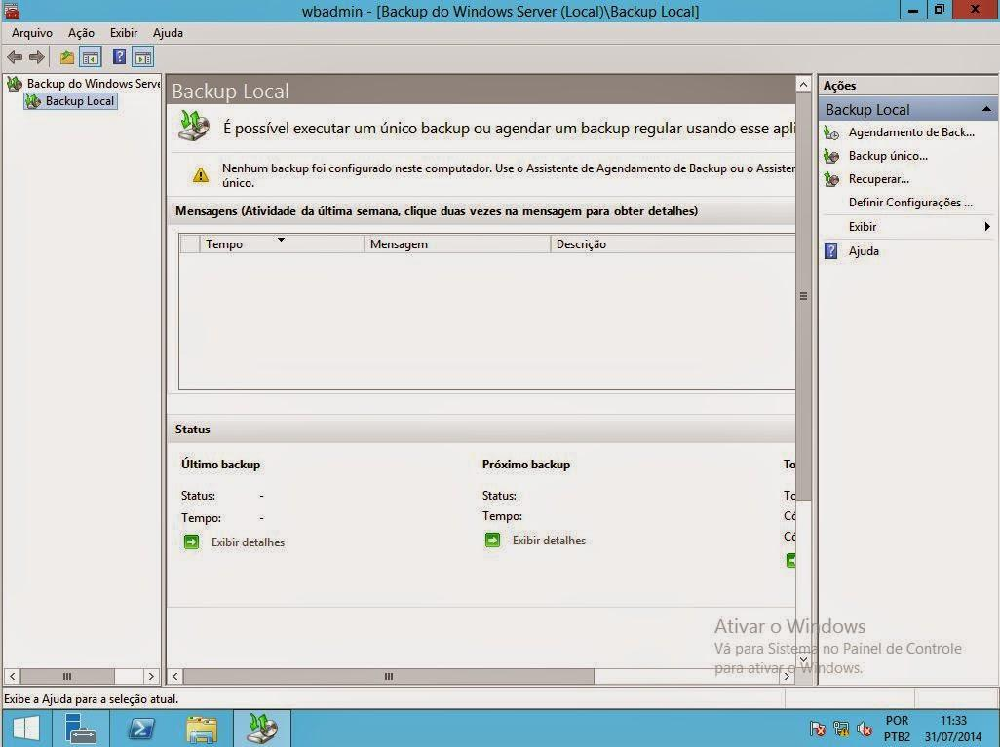 wbadmin - [Backup do Windows Server (Local)\Backup Local]
Arquivo Ação Exibir Ajuda
Backup do Windows Serve
Backup Local
Backup Local
É possível executar um único backup ou agendar um backup regular usando esse apli
Nenhum backup foi configurado neste computador. Use o Assistente de Agendamento de Backup ou o Assister
único.
Mensagens (Atividade da última semana, clique duas vezes na mensagem para obter detalhes)
Tempo Mensagem Descrição
Status
Último backup Próximo backup To
Status: - Status: To
Tempo: - Tempo: Có
Có
Exibir detalhes Exibir detalhes
Ações
Backup Local
Agendamento de Back...
Backup único...
Recuperar...
Definir Configurações ...
Exibir
Ajuda
Ativar o Windows
Vá para Sistema no Painel de Controle
para ativar o Windows.
Exibe a Ajuda para a seleção atual.
POR 11:33
PTB2 31/07/2014